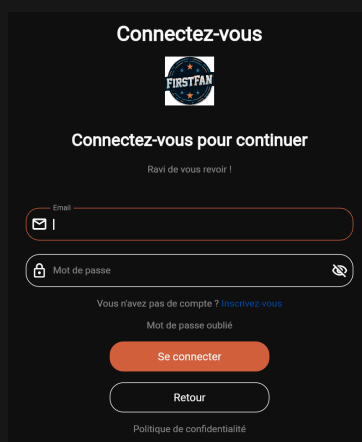 Connectez-vous
FIRSTFAN
Connectez-vous pour continuer
Ravi de vous revoir !
Email
Mot de passe
Vous n'avez pas de compte ? Inscrivez-vous
Mot de passe oublié
Se connecter
Retour
Politique de confidentialité